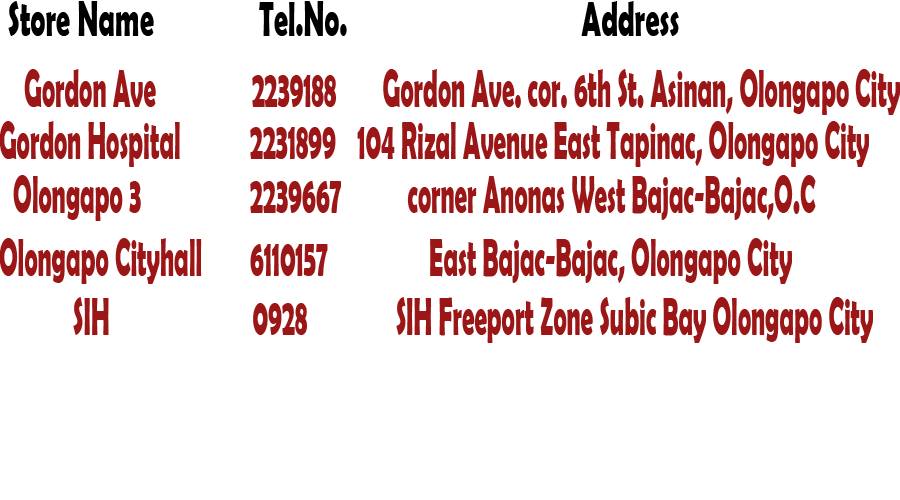 Store Name Tel.No. Address
Gordon Ave 2239188 Gordon Ave. cor. 6th St. Asinan, Olongapo City
Gordon Hospital 2231899 104 Rizal Avenue East Tapinac, Olongapo City
Olongapo 3 2239667 corner Anonas West Bajac-Bajac,O.C
Olongapo Cityhall 6110157 East Bajac-Bajac, Olongapo City
SIH 0928 SIH Freeport Zone Subic Bay Olongapo City